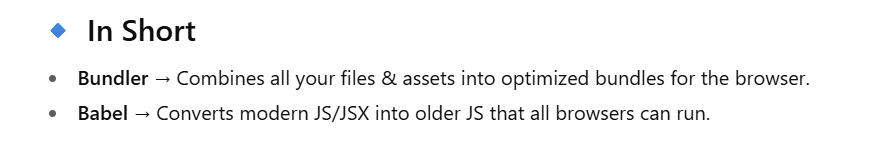 🔹 In Short
• Bundler → Combines all your files & assets into optimized bundles for the browser.
• Babel → Converts modern JS/JSX into older JS that all browsers can run.